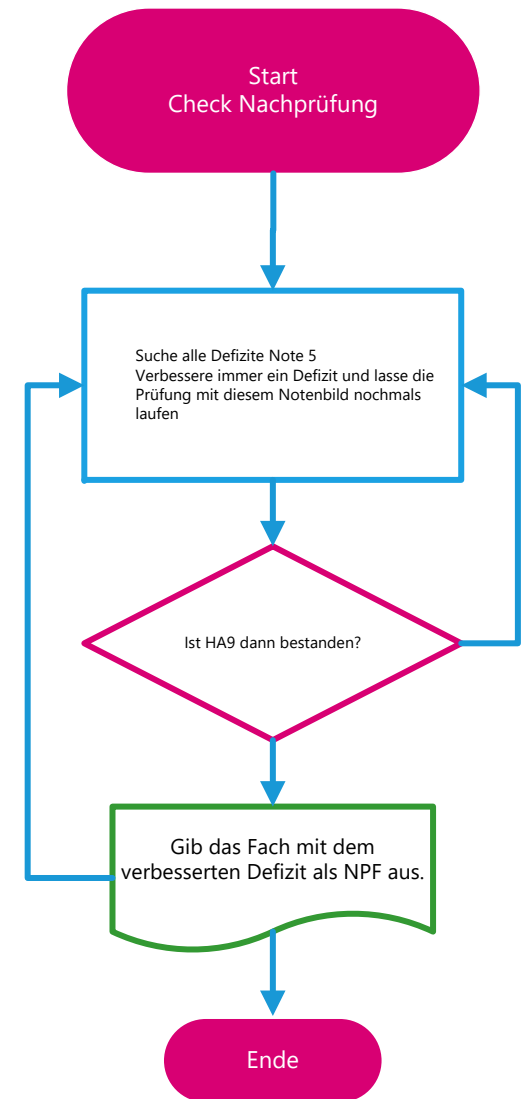 Start
Check Nachprüfung
Suche alle Defizite Note 5
Verbessere immer ein Defizit und lasse die
Prüfung mit diesem Notenbild nochmals
laufen
Ist HA9 dann bestanden?
Gib das Fach mit dem
verbesserten Defizit als NPF aus.
Ende